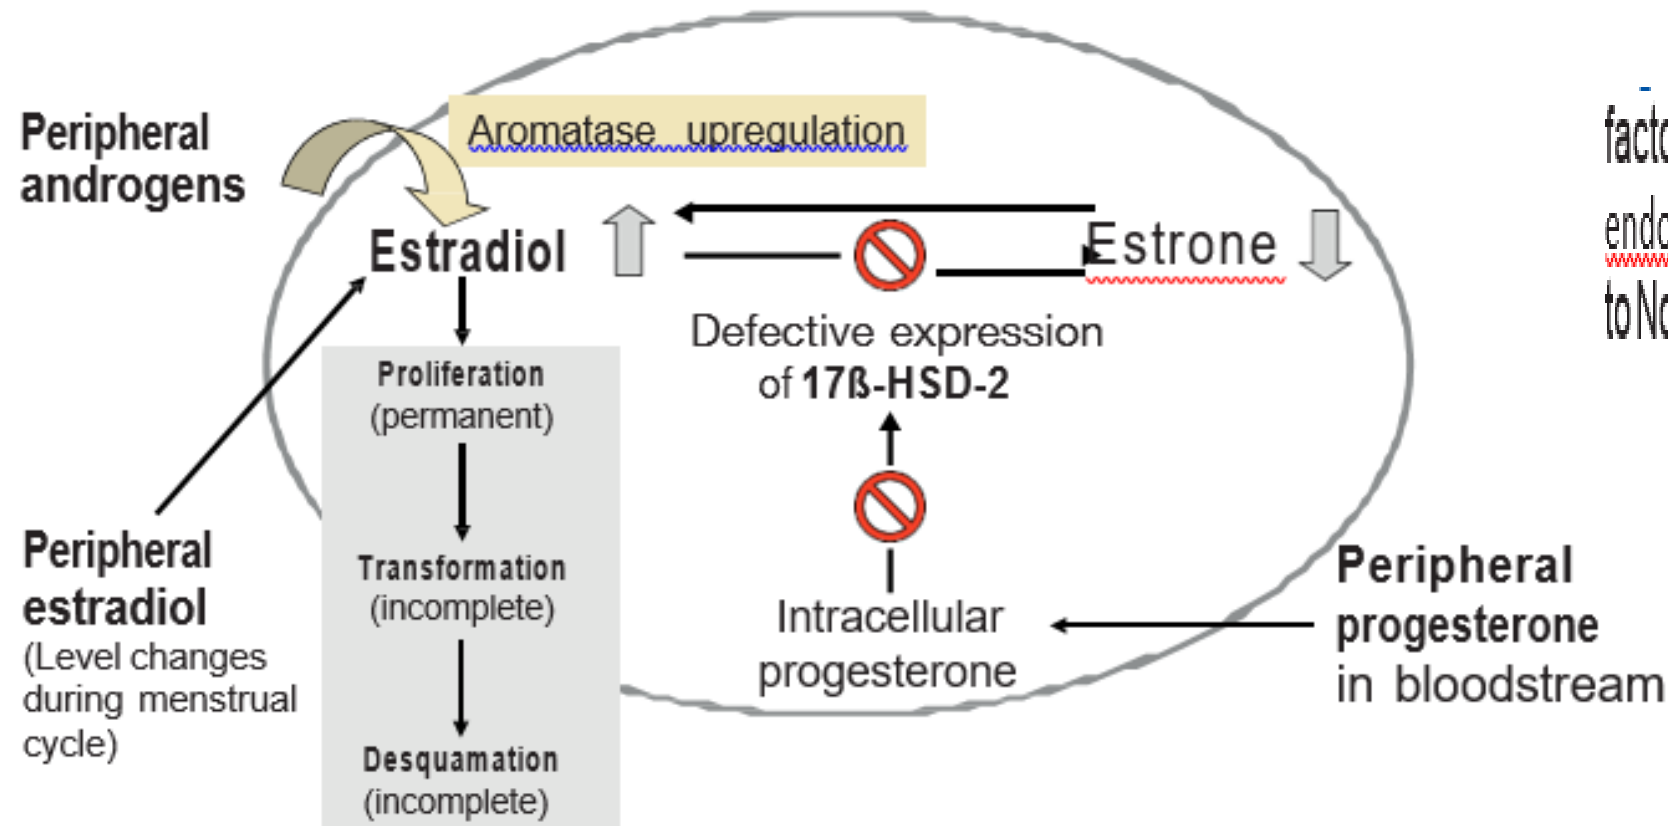 Peripheral
androgens
Aromatase upregulation
Estradiol
Estrone
Defective expression
of 17ß-HSD-2
Proliferation
(permanent)
Transformation
(incomplete)
Desquamation
(incomplete)
Peripheral
estradiol
(Level changes
during menstrual
cycle)
Intracellular
progesterone
Peripheral
progesterone
in bloodstream
to